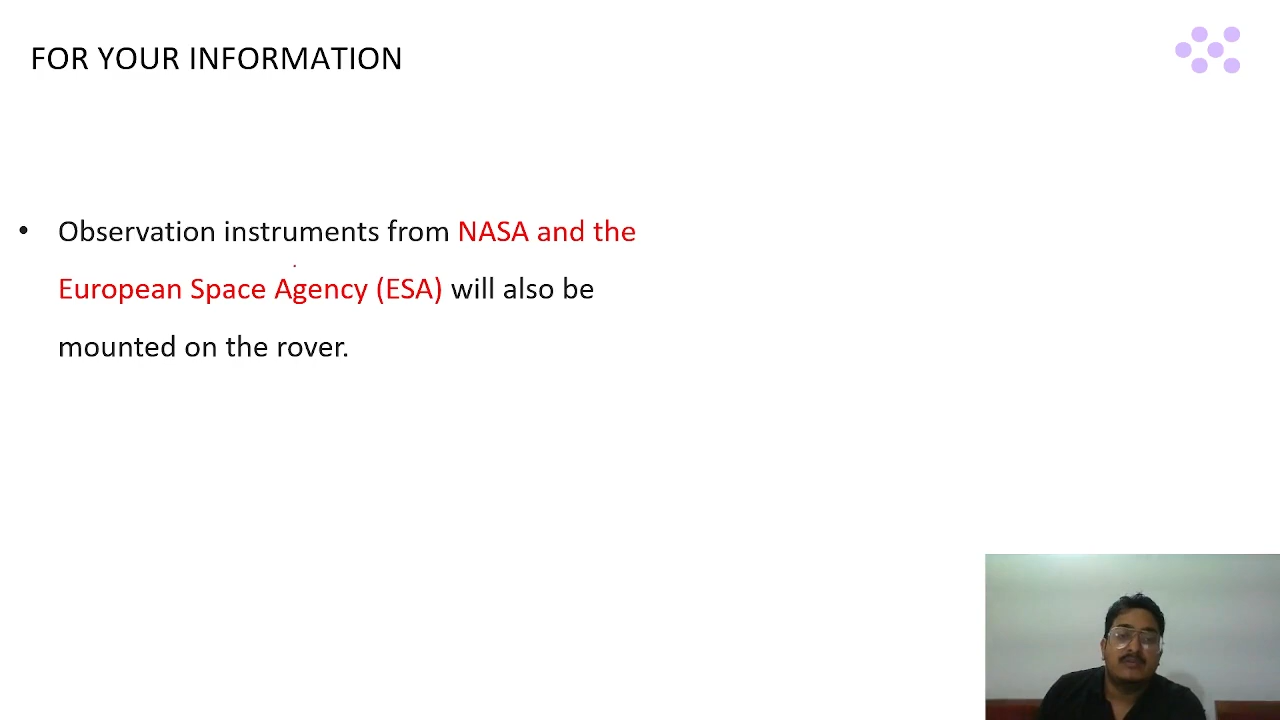 FOR YOUR INFORMATION
• Observation instruments from NASA and the
European Space Agency (ESA) will also be
mounted on the rover.